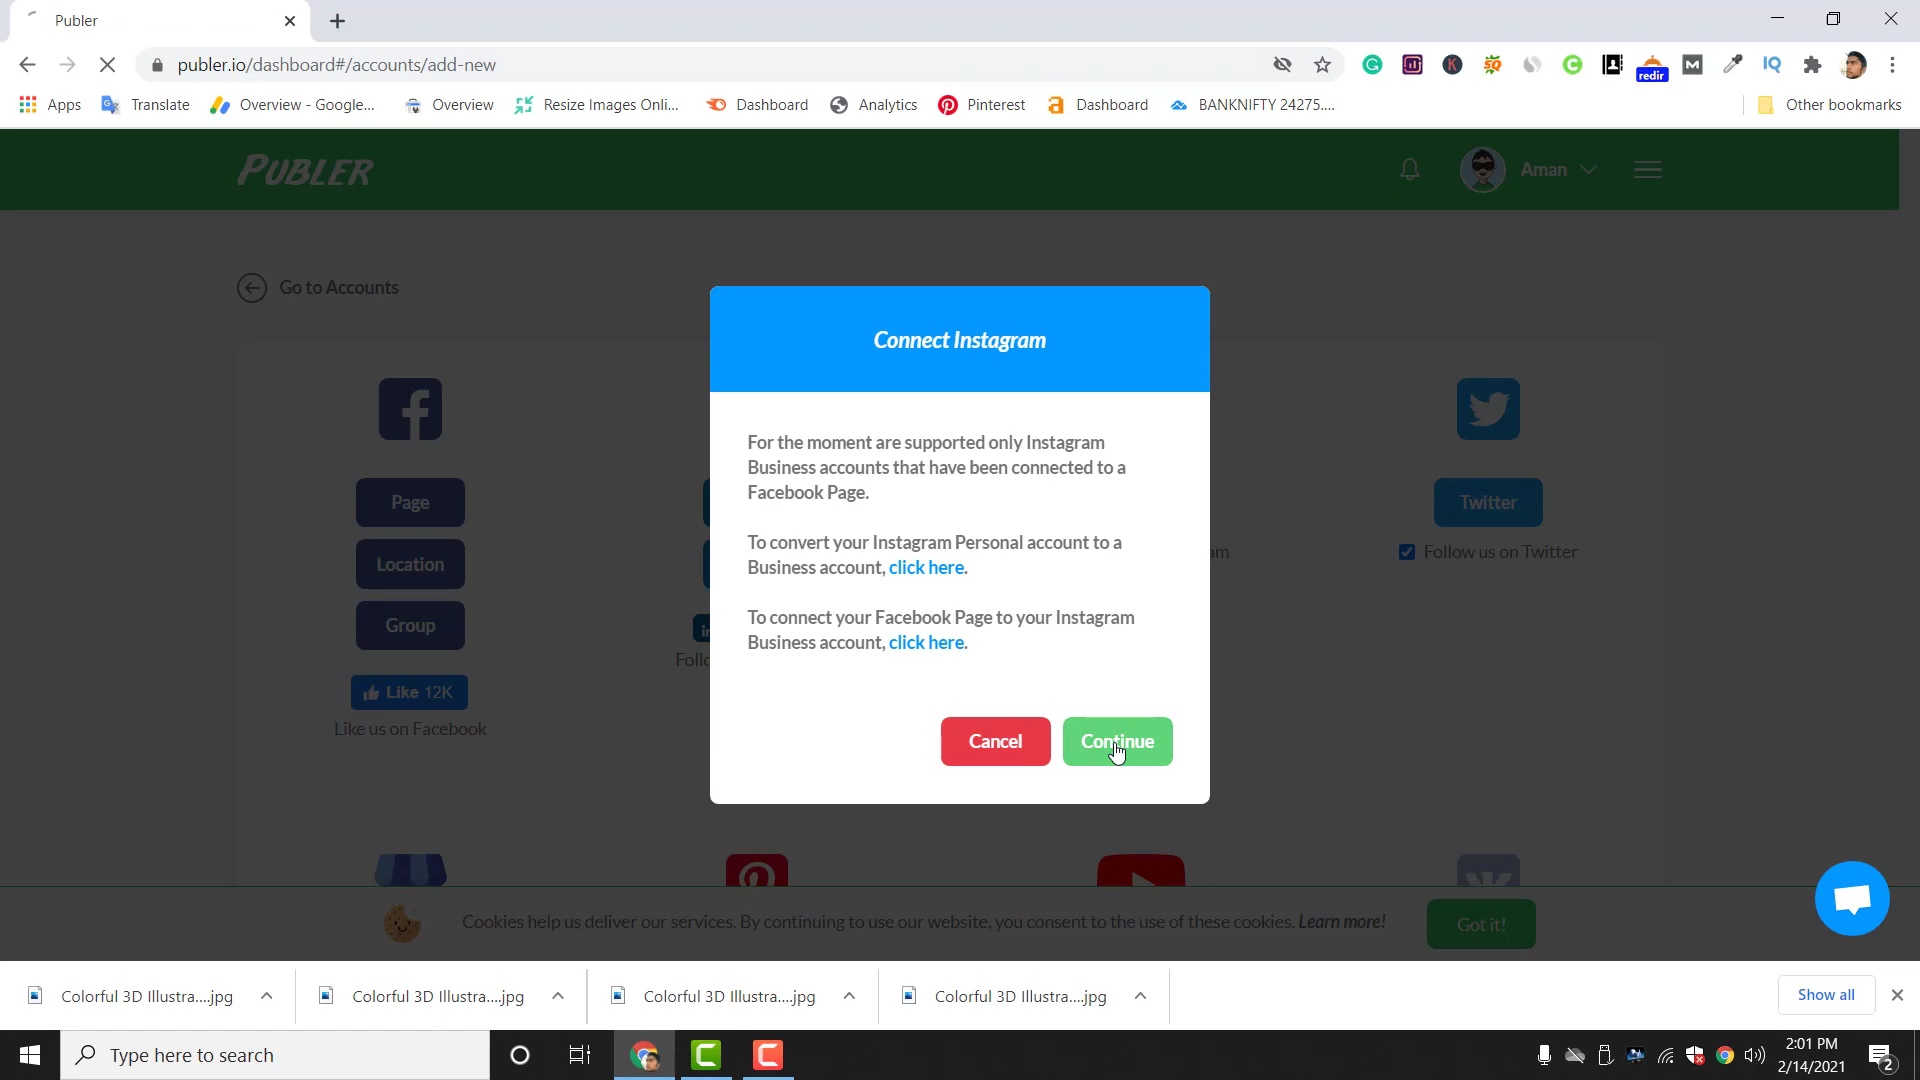 Publer
publer.io/dashboard#/accounts/add-new
redir
Apps Translate Overview - Google... Overview Resize Images Onli... Dashboard Analytics Pinterest Dashboard BANKNIFTY 24275.... Other bookmarks
PUBLER
Aman
Go to Accounts
Connect Instagram
For the moment are supported only Instagram
Business accounts that have been connected to a
Facebook Page.
To convert your Instagram Personal account to a
Business account, click here.
To connect your Facebook Page to your Instagram
Business account, click here.
Cancel Continue
Page
Location
Group
Like 12K
Like us on Facebook
in
Follo
am
Twitter
Follow us on Twitter
Cookies help us deliver our services. By continuing to use our website, you consent to the use of these cookies. Learn more!
Got it!
Colorful 3D Illustra....jpg Colorful 3D Illustra....jpg Colorful 3D Illustra....jpg Colorful 3D Illustra....jpg Show all
Type here to search
2:01 PM
2/14/2021
2